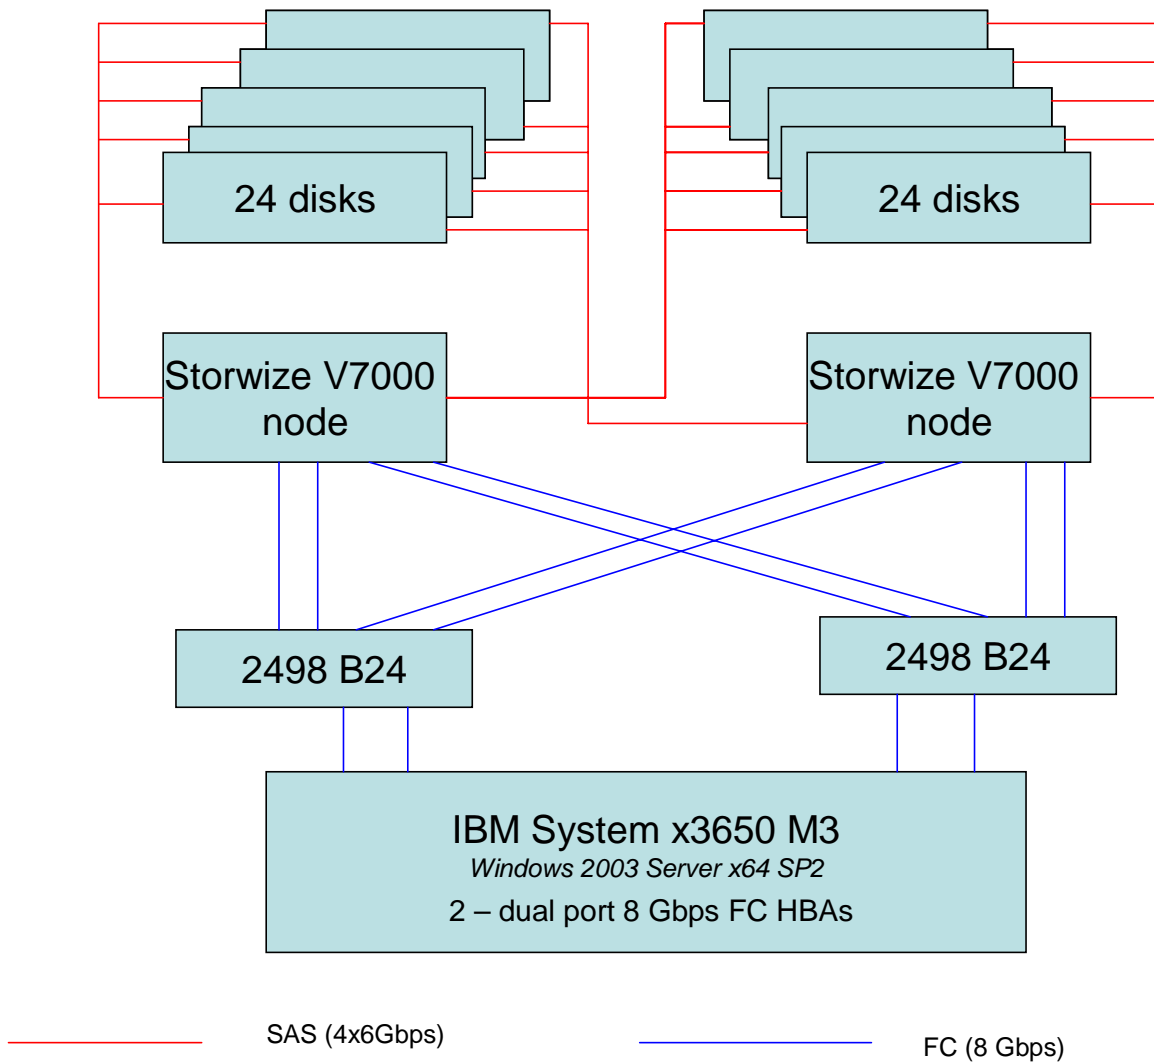 24 disks
24 disks
Storwize V7000
node
Storwize V7000
node
2498 B24
2498 B24
IBM System x3650 M3
Windows 2003 Server x64 SP2
2 – dual port 8 Gbps FC HBAs
SAS (4x6Gbps)
FC (8 Gbps)